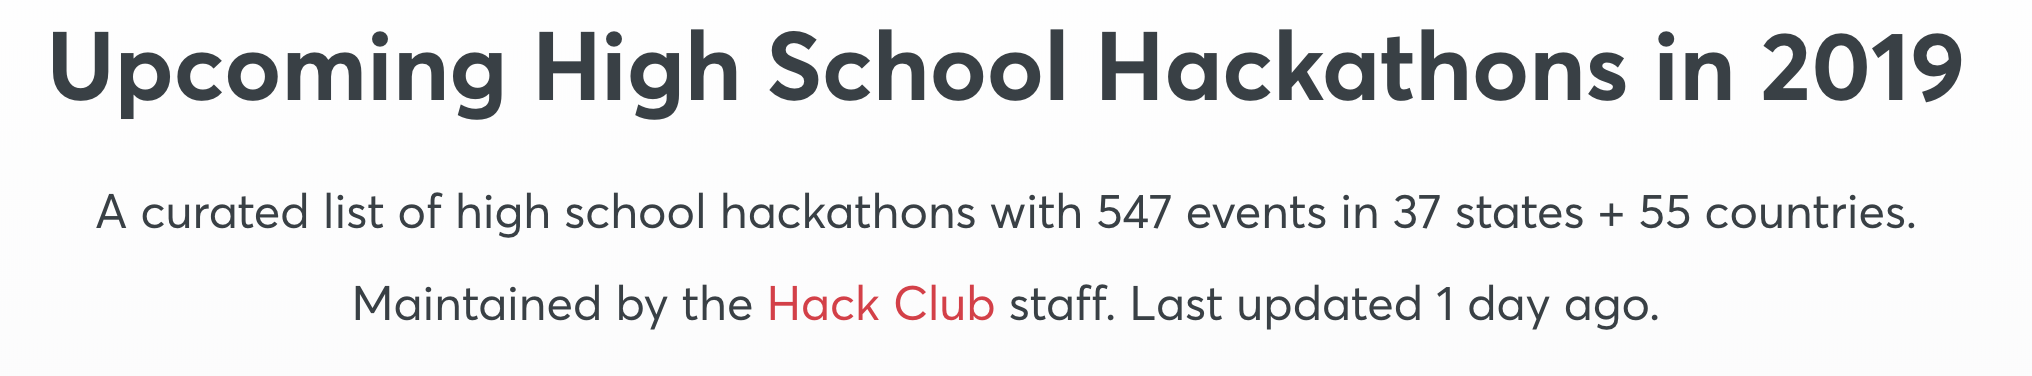 Upcoming High School Hackathons in 2019
A curated list of high school hackathons with 547 events in 37 states + 55 countries.
Maintained by the Hack Club staff. Last updated 1 day ago.